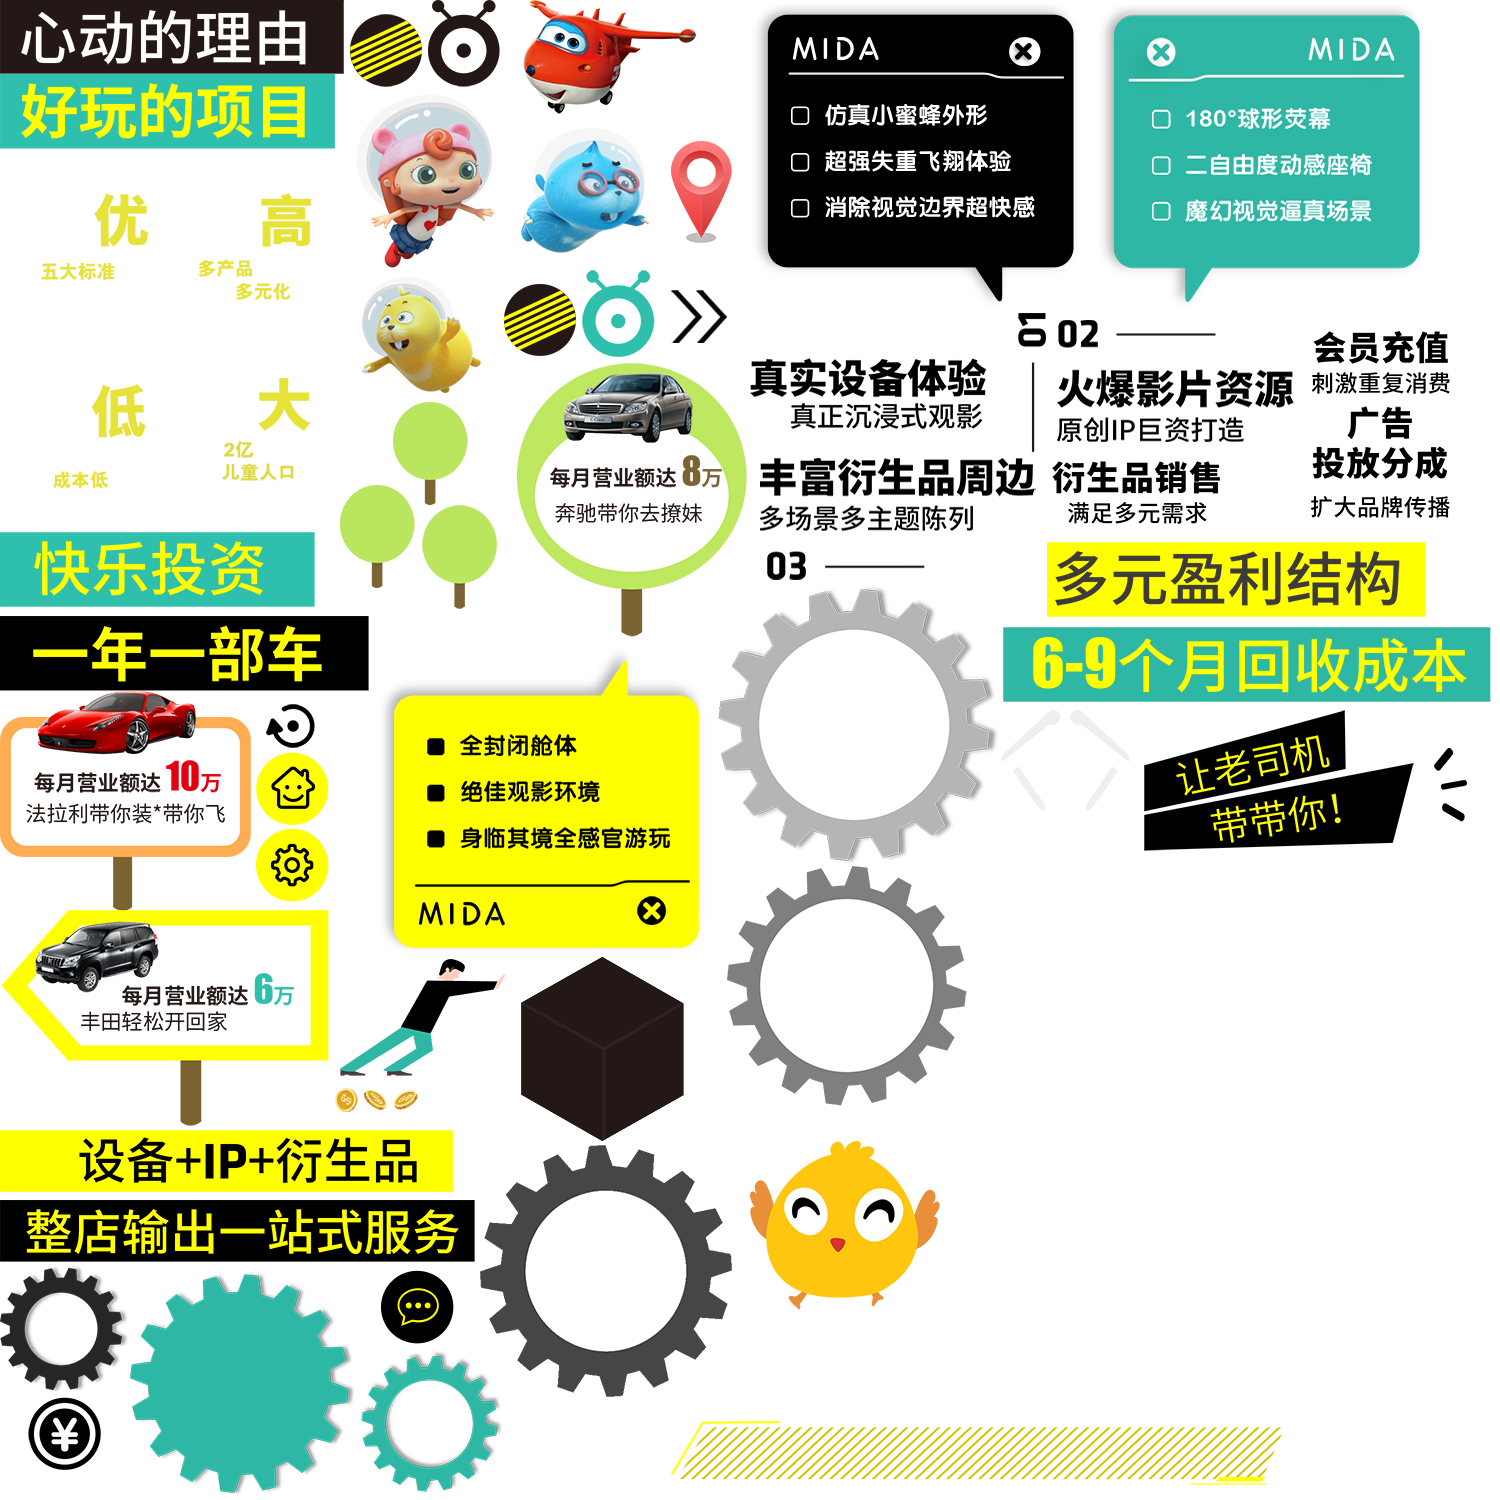 心动的理由
好玩的项目
优
五大标准
高
多产品
多元化
低
成本低
大
2亿
儿童人口
快乐投资
一年一部车
每月营业额达 10万
法拉利带你装*带你飞
每月营业额达 6万
丰田轻松开回家
设备+IP+衍生品
整店输出一站式服务
E-Class
每月营业额达 8万
奔驰带你去撩妹
全封闭舱体
绝佳观影环境
身临其境全感官游玩
MIDA
MIDA
仿真小蜜蜂外形
超强失重飞翔体验
消除视觉边界超快感
MIDA
180°球形荧幕
二自由度动感座椅
魔幻视觉逼真场景
01
02
真实设备体验
真正沉浸式观影
火爆影片资源
原创IP巨资打造
会员充值
刺激重复消费
广告
投放分成
扩大品牌传播
丰富衍生品周边
多场景多主题陈列
衍生品销售
满足多元需求
03
多元盈利结构
6-9个月回收成本
让老司机
带带你!
¥